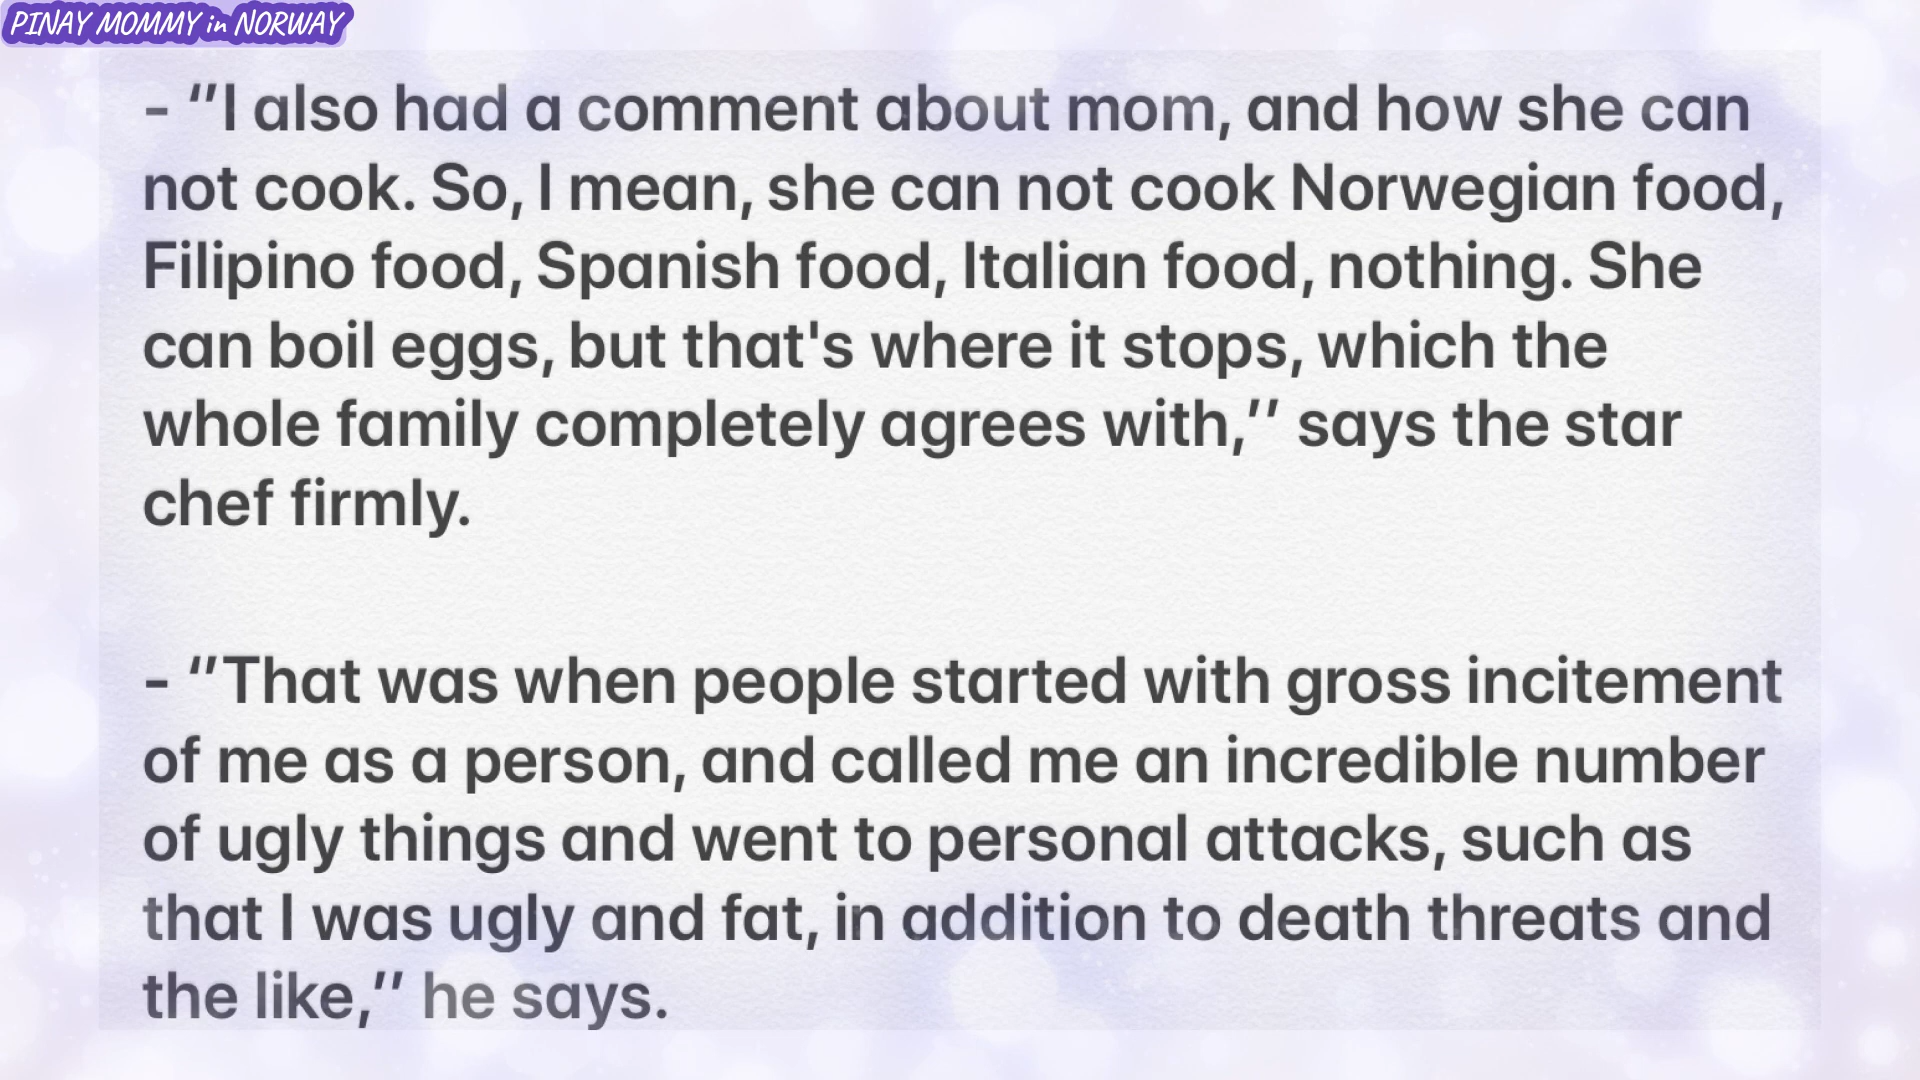 PINAY MOMMY in NORWAY
- ‘’I also had a comment about mom, and how she can
not cook. So, I mean, she can not cook Norwegian food,
Filipino food, Spanish food, Italian food, nothing. She
can boil eggs, but that's where it stops, which the
whole family completely agrees with,’’ says the star
chef firmly.
- ‘’That was when people started with gross incitement
of me as a person, and called me an incredible number
of ugly things and went to personal attacks, such as
that I was ugly and fat, in addition to death threats and
the like,’’ he says.